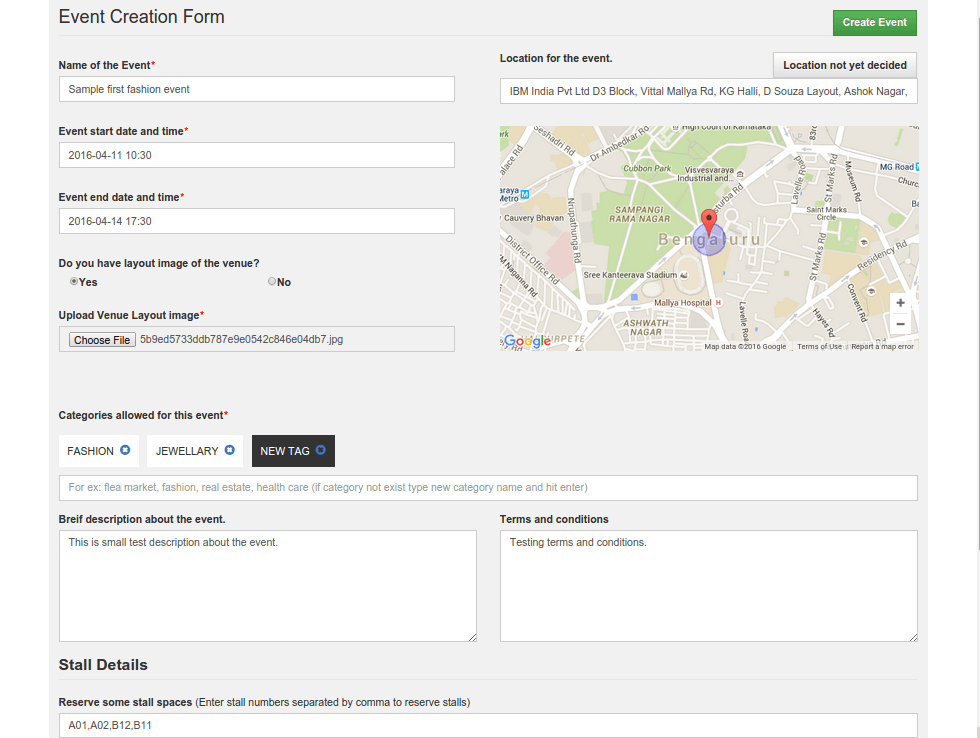 Event Creation Form
Create Event
Name of the Event*
Sample first fashion event
Event start date and time*
2016-04-11 10:30
Event end date and time*
2016-04-14 17:30
Do you have layout image of the venue?
Yes
No
Upload Venue Layout image*
Choose File 5b9ed5733ddb787e9e0542c846e04db7.jpg
Location for the event.
Location not yet decided
IBM India Pvt Ltd D3 Block, Vittal Mallya Rd, KG Halli, D Souza Layout, Ashok Nagar,
High Court of Karnataka
Seshadri Rd
Dr Ambedkar Rd
Cubbon Park
Visvesvaraya
Industrial and...
MG Road
Museum Rd
Lavelle Rd
St Marks Rd
Saint Marks
Circle
Cauvery Bhavan
Nrupathunga Rd
SAMPANGI
RAMA NAGAR
Bengaluru
District Office Rd
Sree Kanteerava Stadium
St Marks Rd
Residency Rd
Convent Rd
Mallya Hospital
H
Hayes Rd
ASHWATH
NAGAR
+
−
Google
Map data ©2016 Google
Terms of Use
Report a map error
Categories allowed for this event*
FASHION
JEWELLARY
NEW TAG
For ex: flea market, fashion, real estate, health care (if category not exist type new category name and hit enter)
Breif description about the event.
This is small test description about the event.
Terms and conditions
Testing terms and conditions.
Stall Details
Reserve some stall spaces (Enter stall numbers separated by comma to reserve stalls)
A01,A02,B12,B11